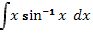 ∫x sin⁻¹ x dx